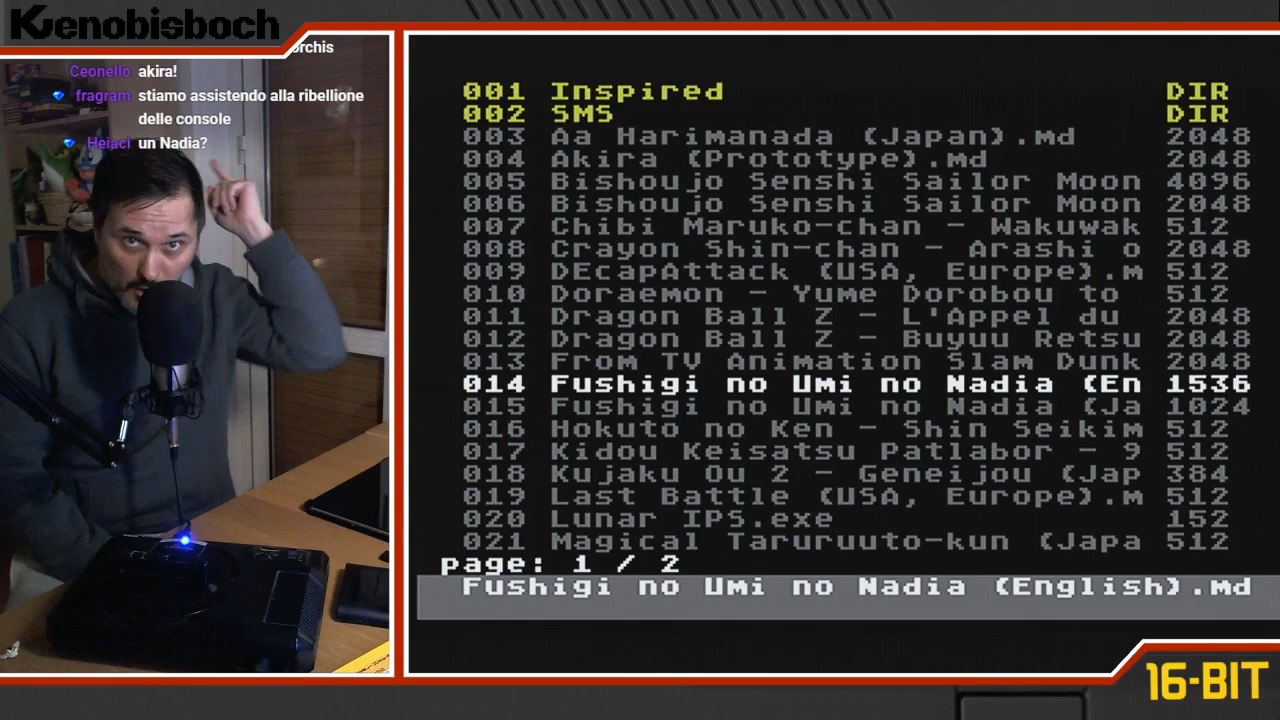 Kenobisboch
orchis
Ceonello akira!
fragram stiamo assistendo alla ribellione
delle console
Heiaci un Nadia?
001 Inspired DIR
002 SMS DIR
003 Aa Harimanada (Japan).md 2048
004 Akira (Prototype).md 2048
005 Bishoujo Senshi Sailor Moon 4096
006 Bishoujo Senshi Sailor Moon 2048
007 Chibi Maruko-chan - Wakuwak 512
008 Crayon Shin-chan - Arashi o 2048
009 DEcapAttack (USA, Europe).m 512
010 Doraemon - Yume Dorobou to 512
011 Dragon Ball Z - L'Appel du 2048
012 Dragon Ball Z - Buyuu Retsu 2048
013 From TV Animation Slam Dunk 2048
014 Fushigi no Umi no Nadia (En 1536
015 Fushigi no Umi no Nadia (Ja 1024
016 Hokuto no Ken - Shin Seikim 512
017 Kidou Keisatsu Patlabor - 9 512
018 Kujaku Ou 2 - Geneijou (Jap 384
019 Last Battle (USA, Europe).m 512
020 Lunar IPS.exe 152
021 Magical Taruruuto-kun (Japa 512
page: 1 / 2
Fushigi no Umi no Nadia (English).md
16-BIT